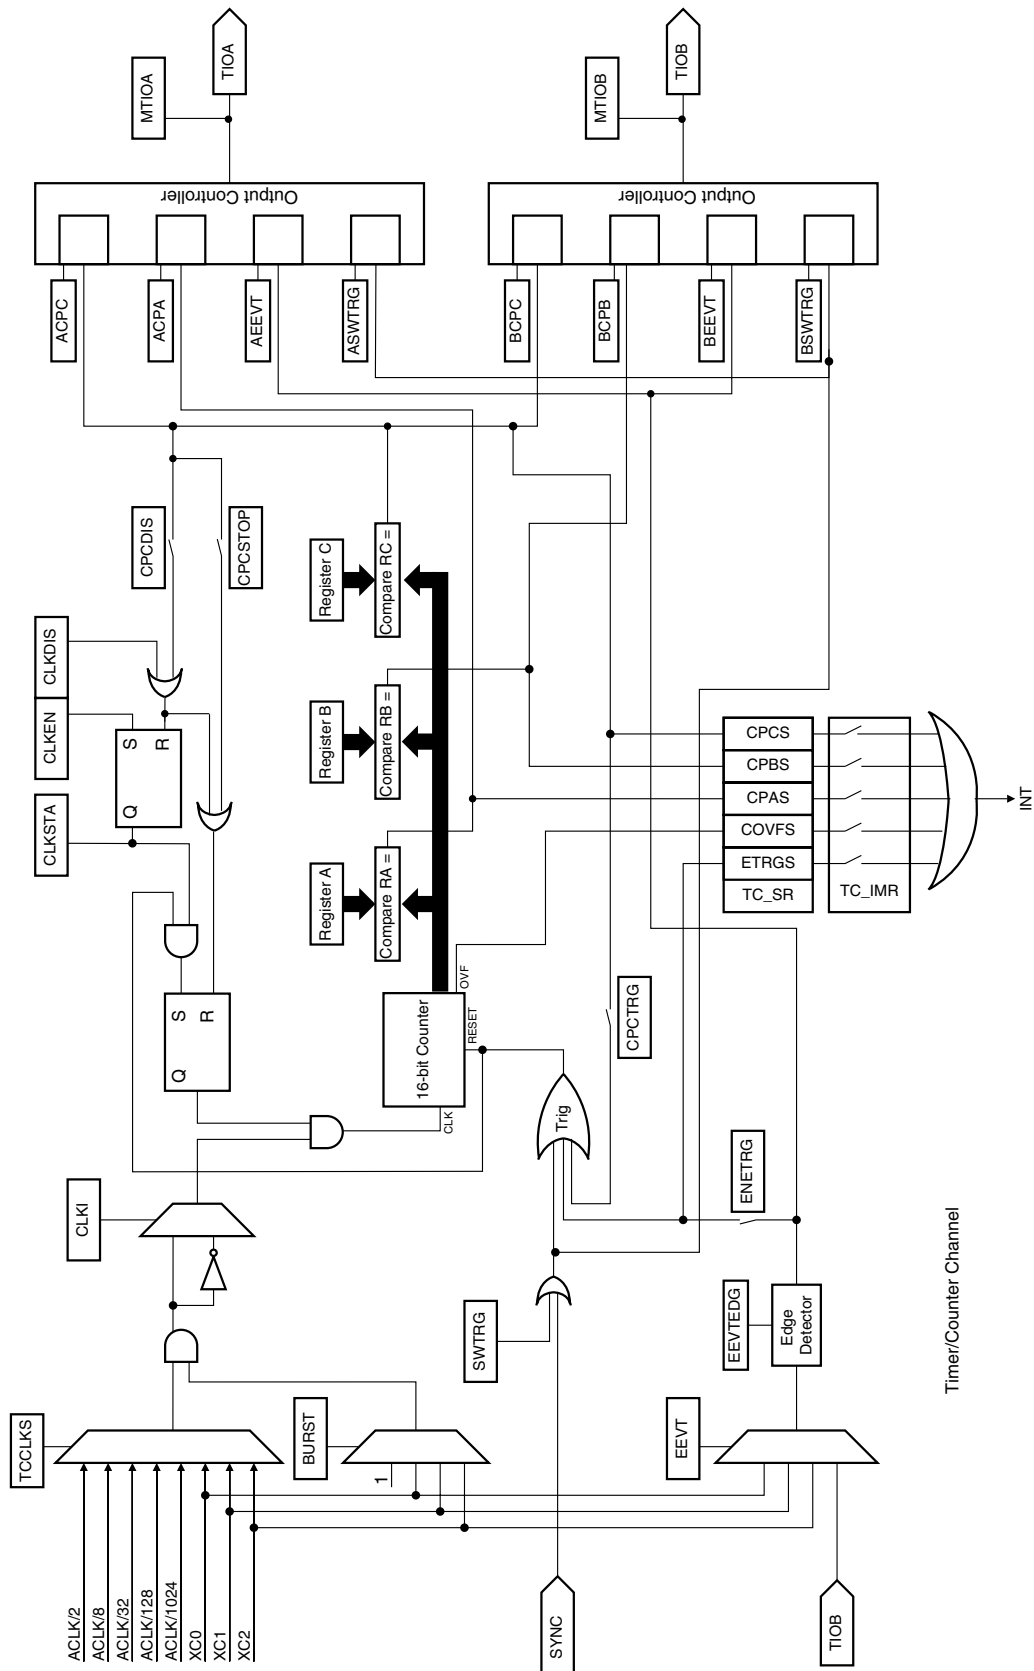 TCCLKS
ACLK/2
ACLK/8
ACLK/32
ACLK/128
ACLK/1024
XC0
XC1
XC2
BURST
1
CLKI
CLKSTA
CLKEN
CLKDIS
Q
S
R
Q
S
R
CPCDIS
CPCSTOP
Register A
Register B
Register C
Compare RA =
Compare RB =
Compare RC =
16-bit Counter
CLK
RESET
OVF
SYNC
SWTRG
Trig
CPCTRG
TIOB
EEVT
EEVTEDG
Edge
Detector
ENETRG
ETRGS
COVFS
CPAS
CPBS
CPCS
TC_SR
TC_IMR
INT
ACPC
ACPA
AEEVT
ASWTRG
Output Controller
MTIOA
TIOA
BCPC
BCPB
BEEVT
BSWTRG
Output Controller
MTIOB
TIOB
Timer/Counter Channel